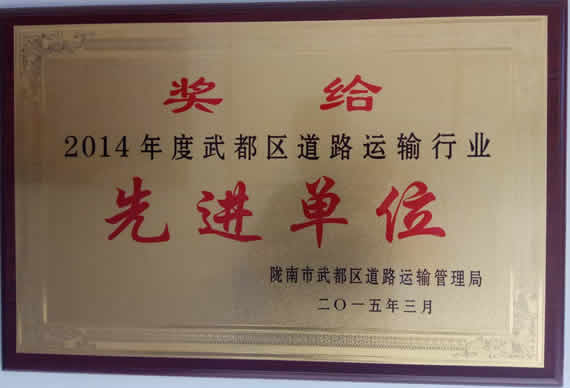 奖 给
2014年度武都区道路运输行业
先进单位
陇南市武都区道路运输管理局
二〇一五年三月